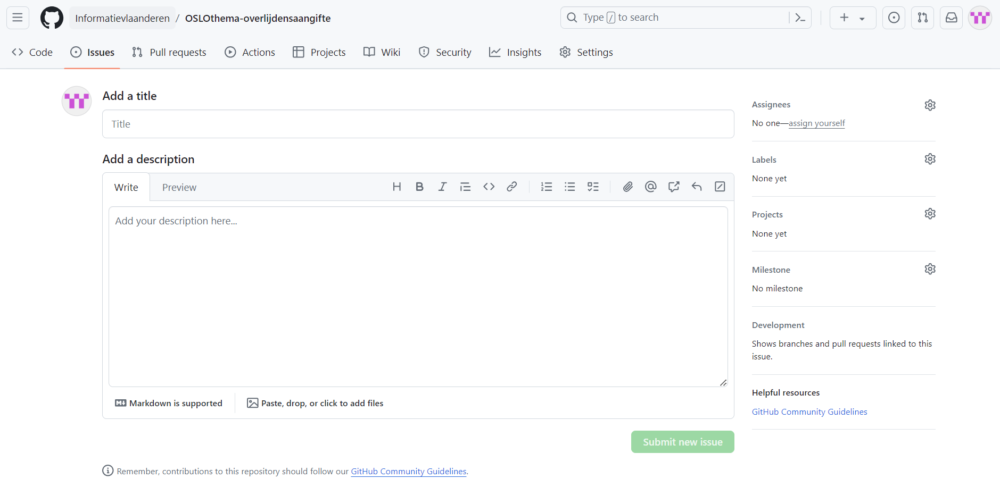 Informatievlaanderen / OSLOthema-overlijdensaangifte
Type / to search
Code Issues Pull requests Actions Projects Wiki Security Insights Settings
Add a title
Title
Add a description
Write Preview
Add your description here...
Markdown is supported
Paste, drop, or click to add files
Submit new issue
Remember, contributions to this repository should follow our GitHub Community Guidelines.
Assignees
No one—assign yourself
Labels
None yet
Projects
None yet
Milestone
No milestone
Development
Shows branches and pull requests linked to this
issue.
Helpful resources
GitHub Community Guidelines